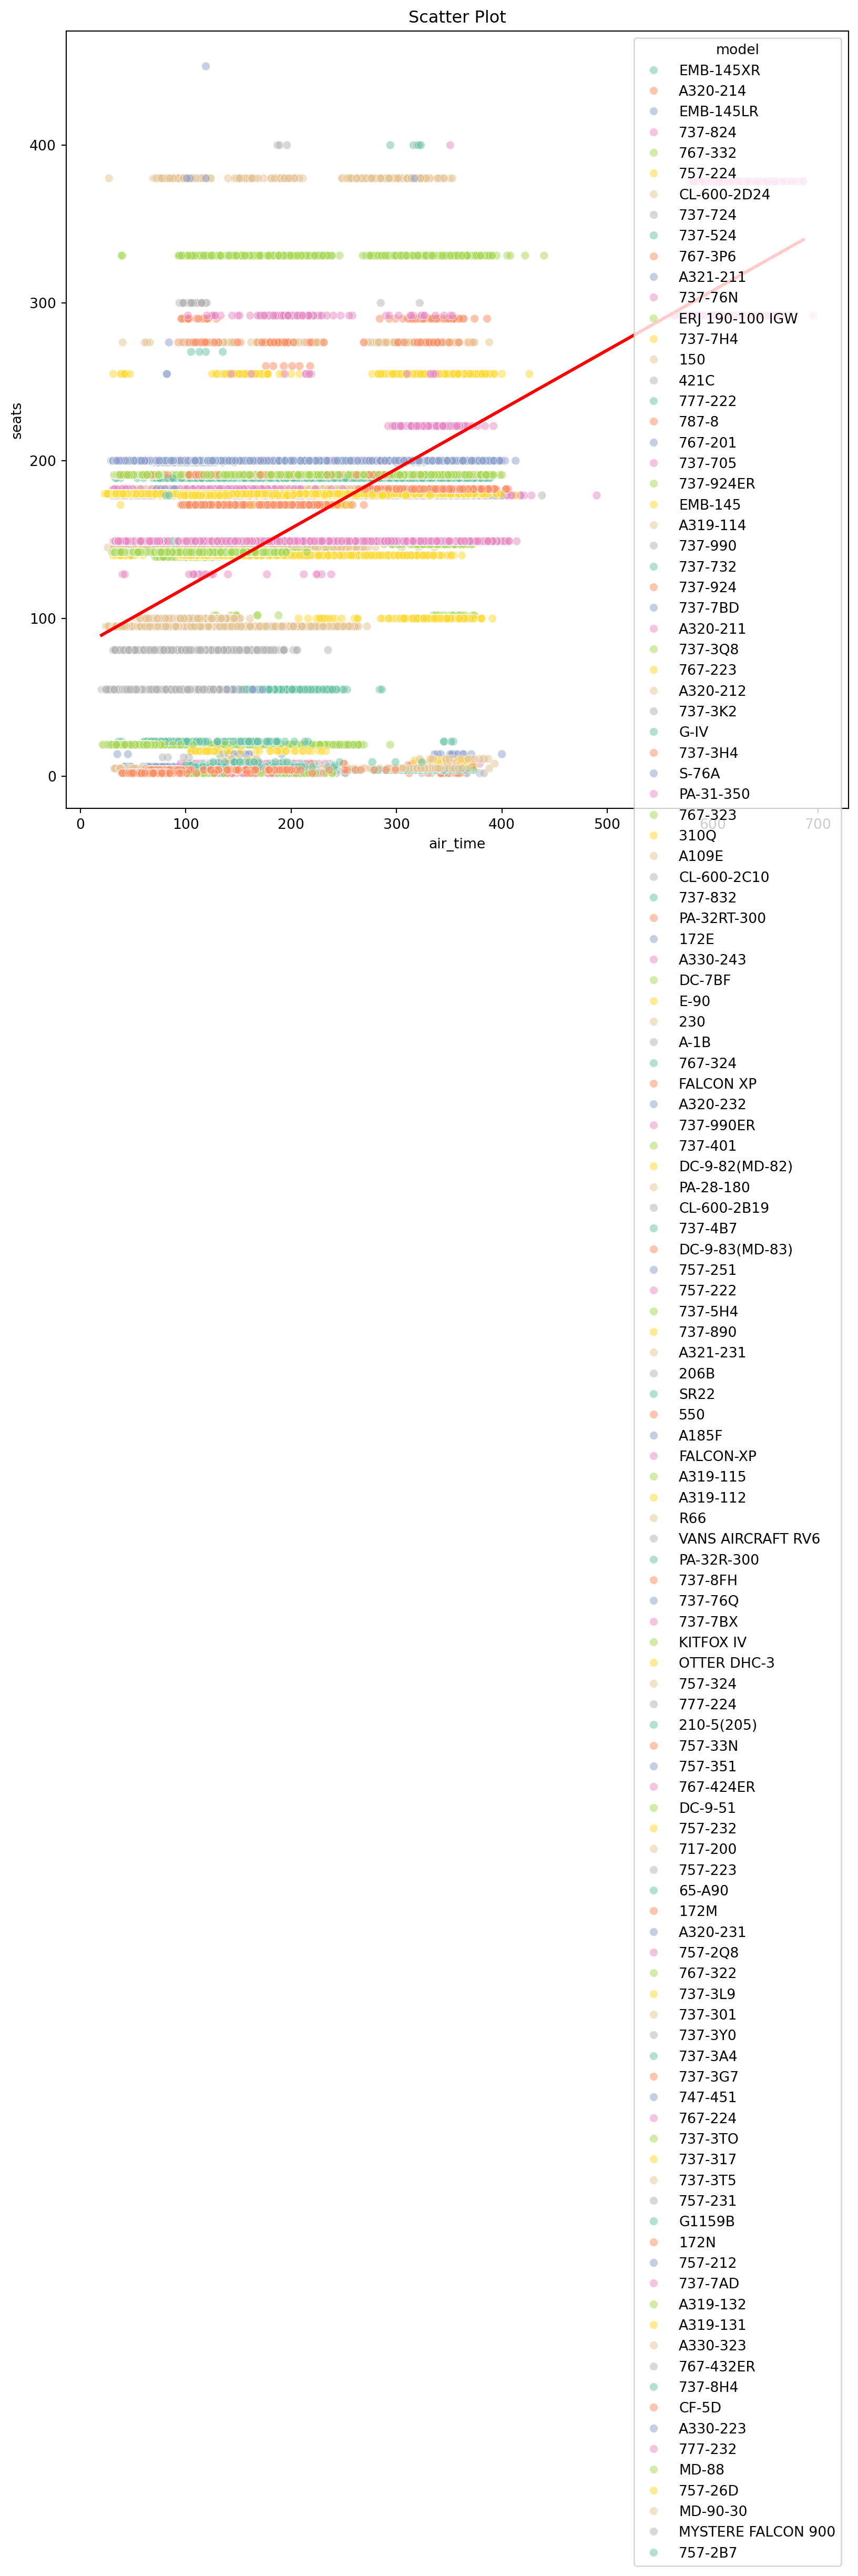 Scatter Plot
model
EMB-145XR
A320-214
EMB-145LR
737-824
767-332
757-224
CL-600-2D24
737-724
737-524
767-3P6
A321-211
737-76N
ERJ 190-100 IGW
737-7H4
150
421C
777-222
787-8
767-201
737-705
737-924ER
EMB-145
A319-114
737-990
737-732
737-924
737-7BD
A320-211
737-3Q8
767-223
A320-212
737-3K2
G-IV
737-3H4
S-76A
PA-31-350
767-323
310Q
A109E
CL-600-2C10
737-832
PA-32RT-300
172E
A330-243
DC-7BF
E-90
230
A-1B
767-324
FALCON XP
A320-232
737-990ER
737-401
DC-9-82(MD-82)
PA-28-180
CL-600-2B19
737-4B7
DC-9-83(MD-83)
757-251
757-222
737-5H4
737-890
A321-231
206B
SR22
550
A185F
FALCON-XP
A319-115
A319-112
R66
VANS AIRCRAFT RV6
PA-32R-300
737-8FH
737-76Q
737-7BX
KITFOX IV
OTTER DHC-3
757-324
777-224
210-5(205)
757-33N
757-351
767-424ER
DC-9-51
757-232
717-200
757-223
65-A90
172M
A320-231
757-2Q8
767-322
737-3L9
737-301
737-3Y0
737-3A4
737-3G7
747-451
767-224
737-3TO
737-317
737-3T5
757-231
G1159B
172N
757-212
737-7AD
A319-132
A319-131
A330-323
767-432ER
737-8H4
CF-5D
A330-223
777-232
MD-88
757-26D
MD-90-30
MYSTERE FALCON 900
757-2B7
400
300
200
100
0
seats
0 100 200 300 400 500 600 700
air_time